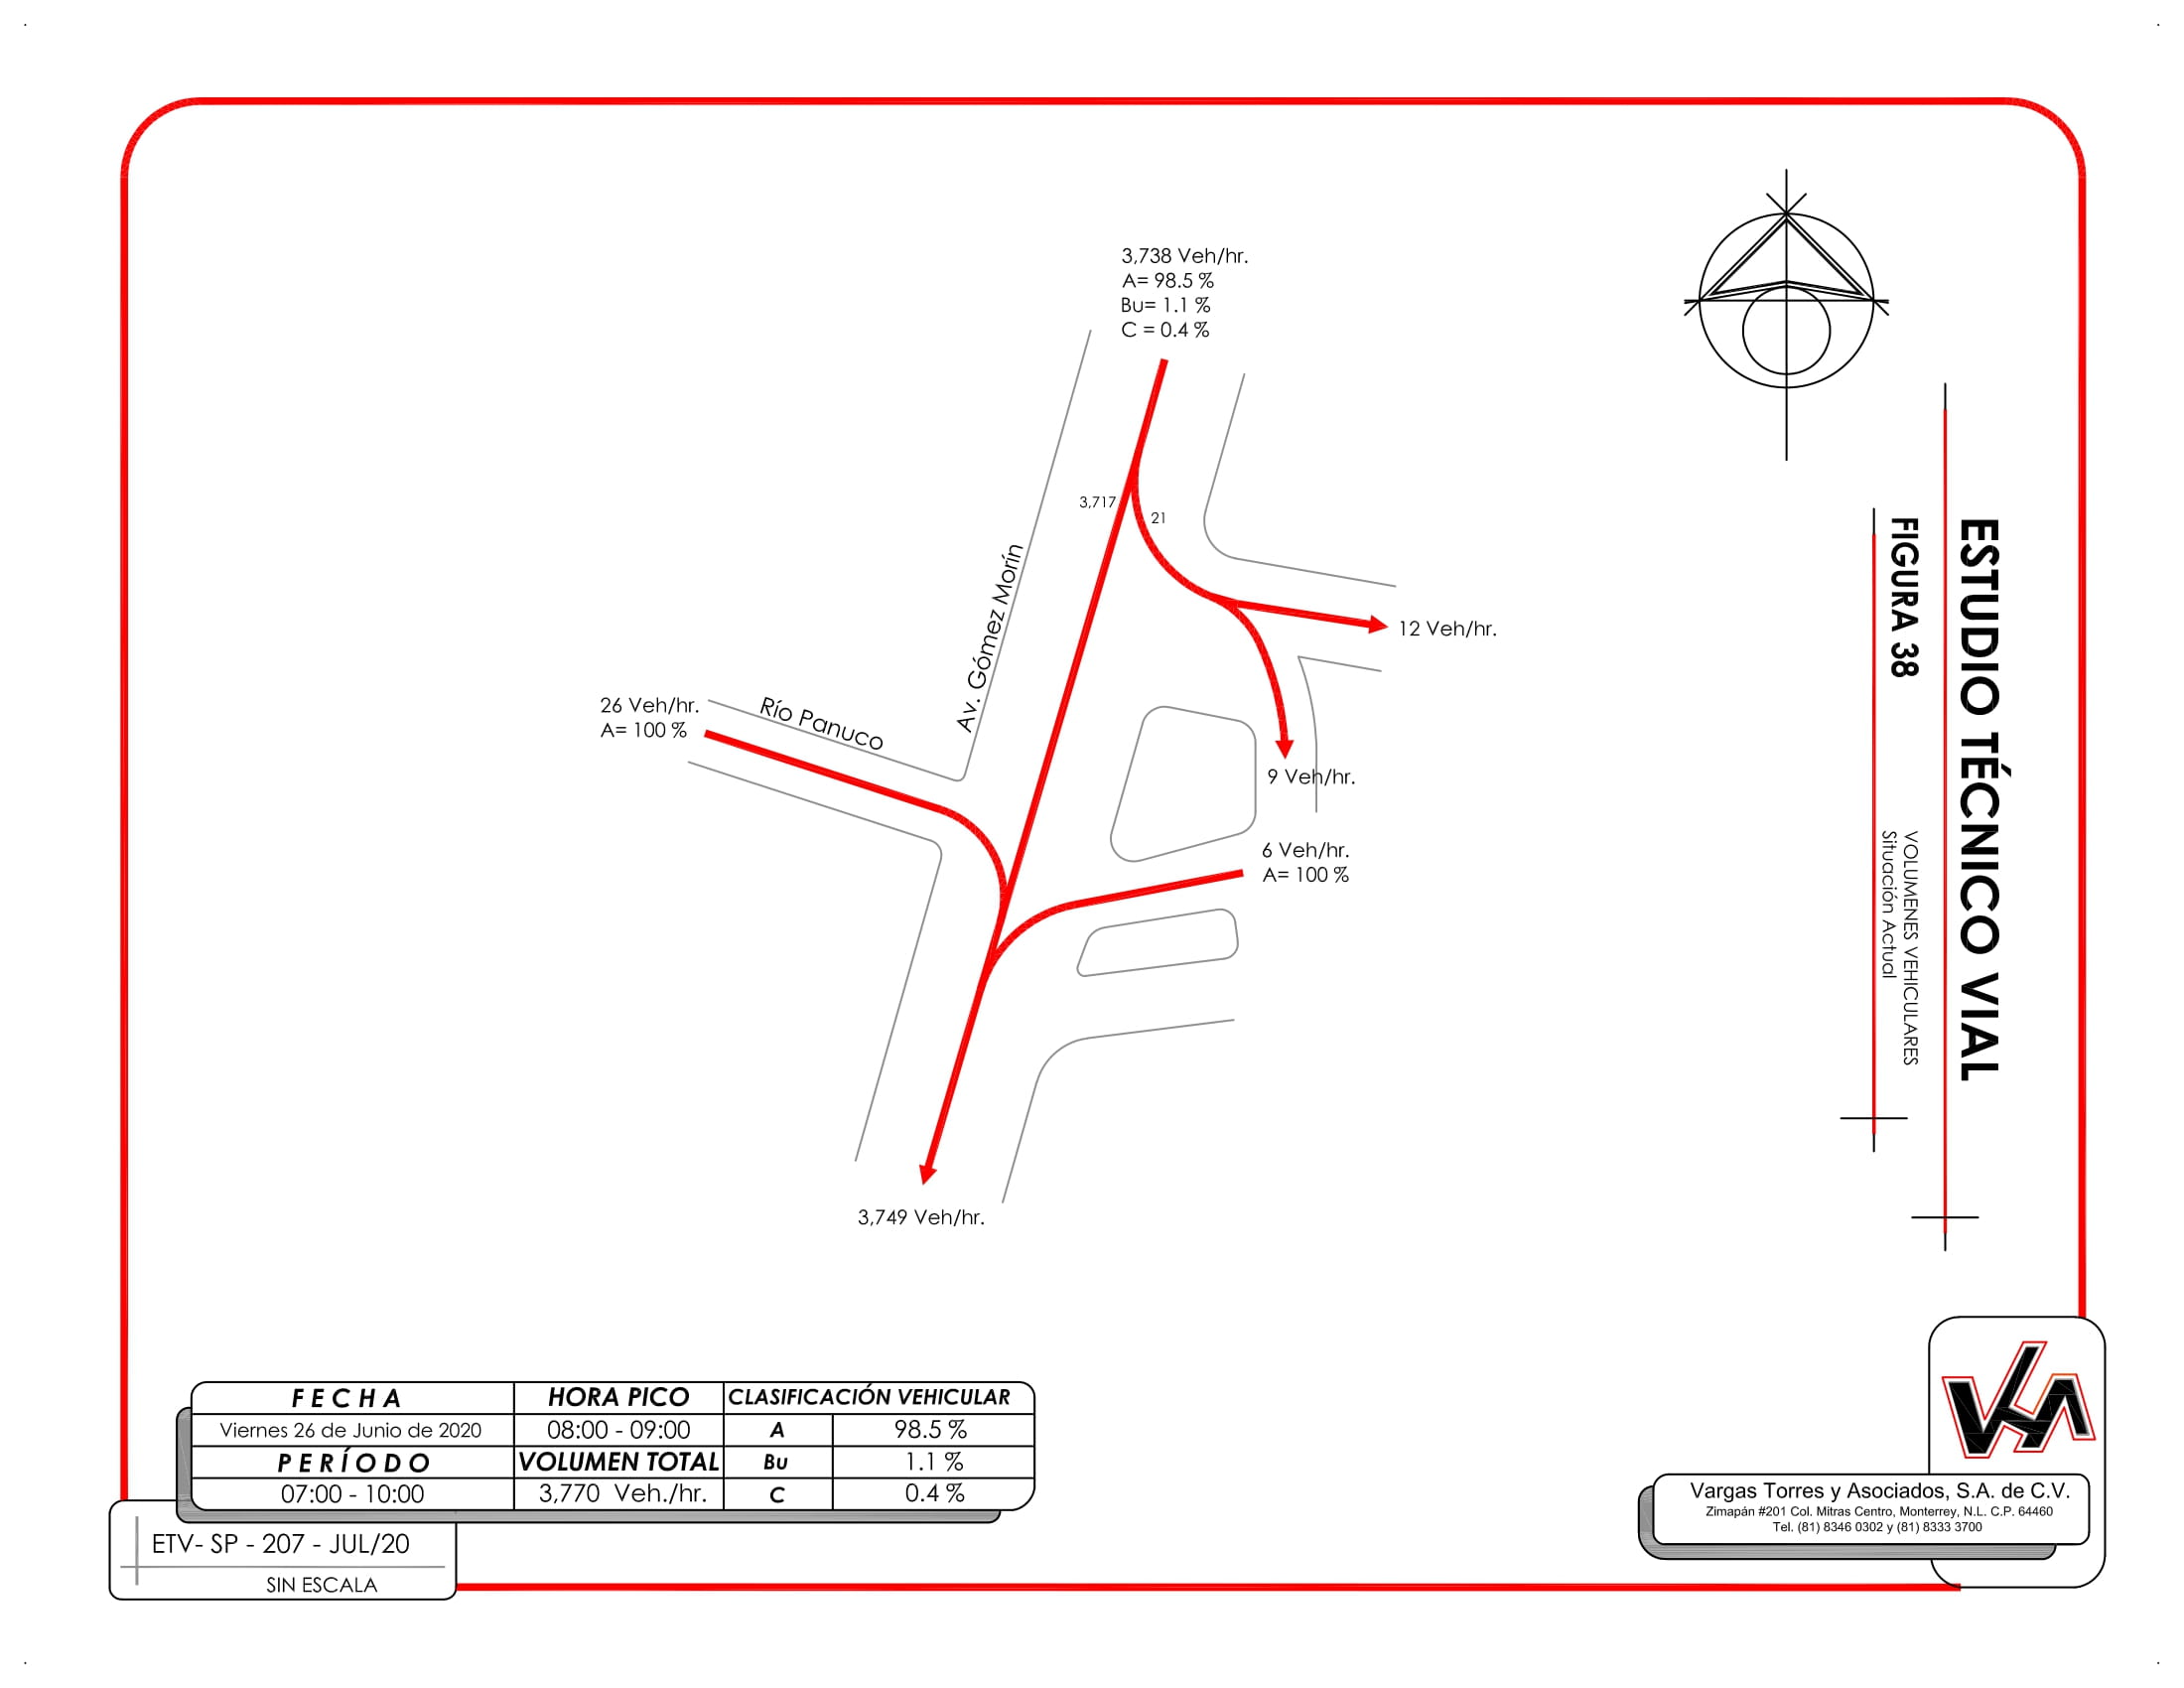 3,738 Veh/hr.
A= 98.5 %
Bu= 1.1 %
C = 0.4 %
3,717
21
Av. Gómez Morín
12 Veh/hr.
26 Veh/hr.
A= 100 %
Río Panuco
9 Veh/hr.
6 Veh/hr.
A= 100 %
3,749 Veh/hr.
ESTUDIO TÉCNICO VIAL
FIGURA 38
VOLUMENES VEHICULARES
Situación Actual
FECHA HORA PICO CLASIFICACIÓN VEHICULAR
Viernes 26 de Junio de 2020 08:00 - 09:00 A 98.5 %
PERÍODO VOLUMEN TOTAL Bu 1.1 %
07:00 - 10:00 3,770 Veh./hr. C 0.4 %
ETV- SP - 207 - JUL/20
SIN ESCALA
VTA
Vargas Torres y Asociados, S.A. de C.V.
Zimapán #201 Col. Mitras Centro, Monterrey, N.L. C.P. 64460
Tel. (81) 8346 0302 y (81) 8333 3700